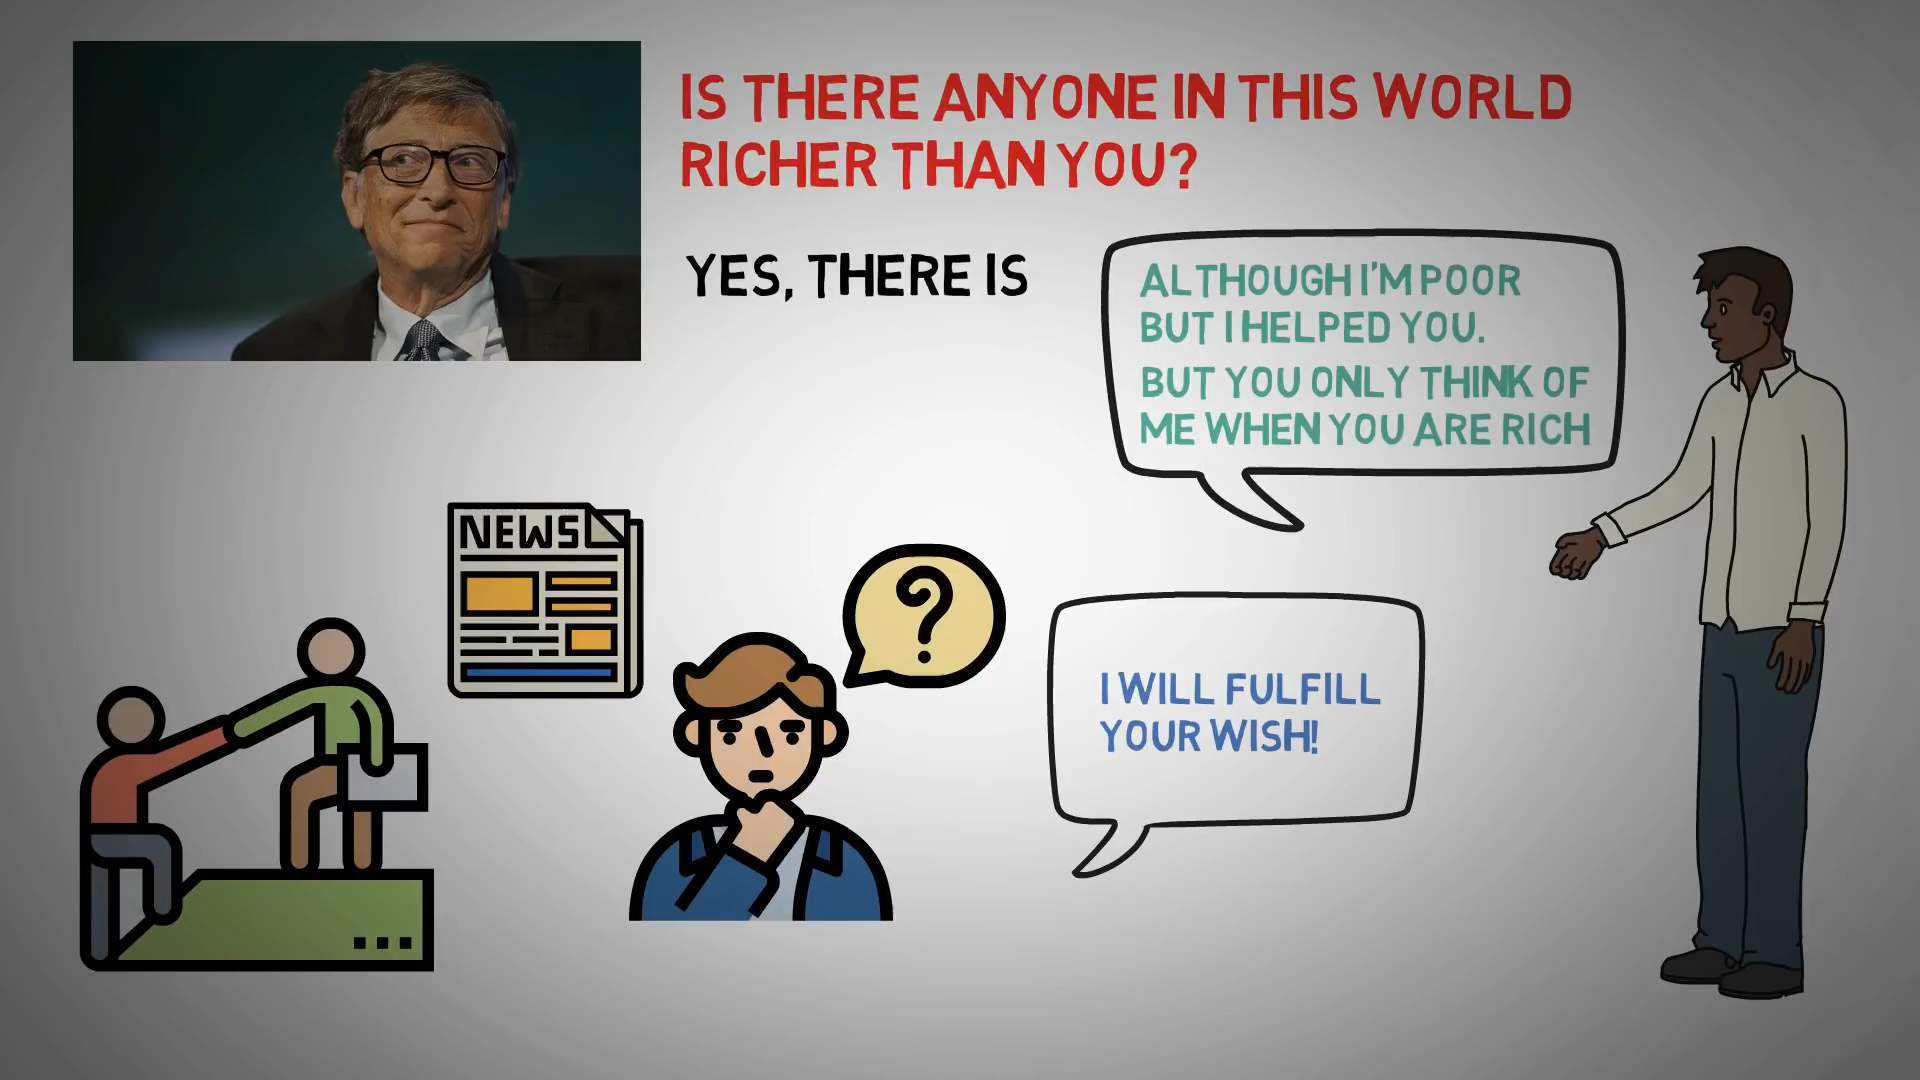 IS THERE ANYONE IN THIS WORLD
RICHER THAN YOU?
YES, THERE IS
ALTHOUGH I'M POOR
BUT I HELPED YOU.
BUT YOU ONLY THINK OF
ME WHEN YOU ARE RICH
NEWS
?
I WILL FULFILL
YOUR WISH!